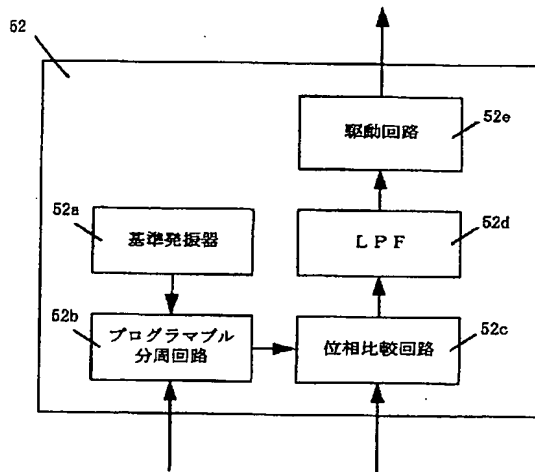 52
駆動回路
52e
52a
基準発振器
LPF
52d
52b
プログラマブル
分周回路
位相比較回路
52c